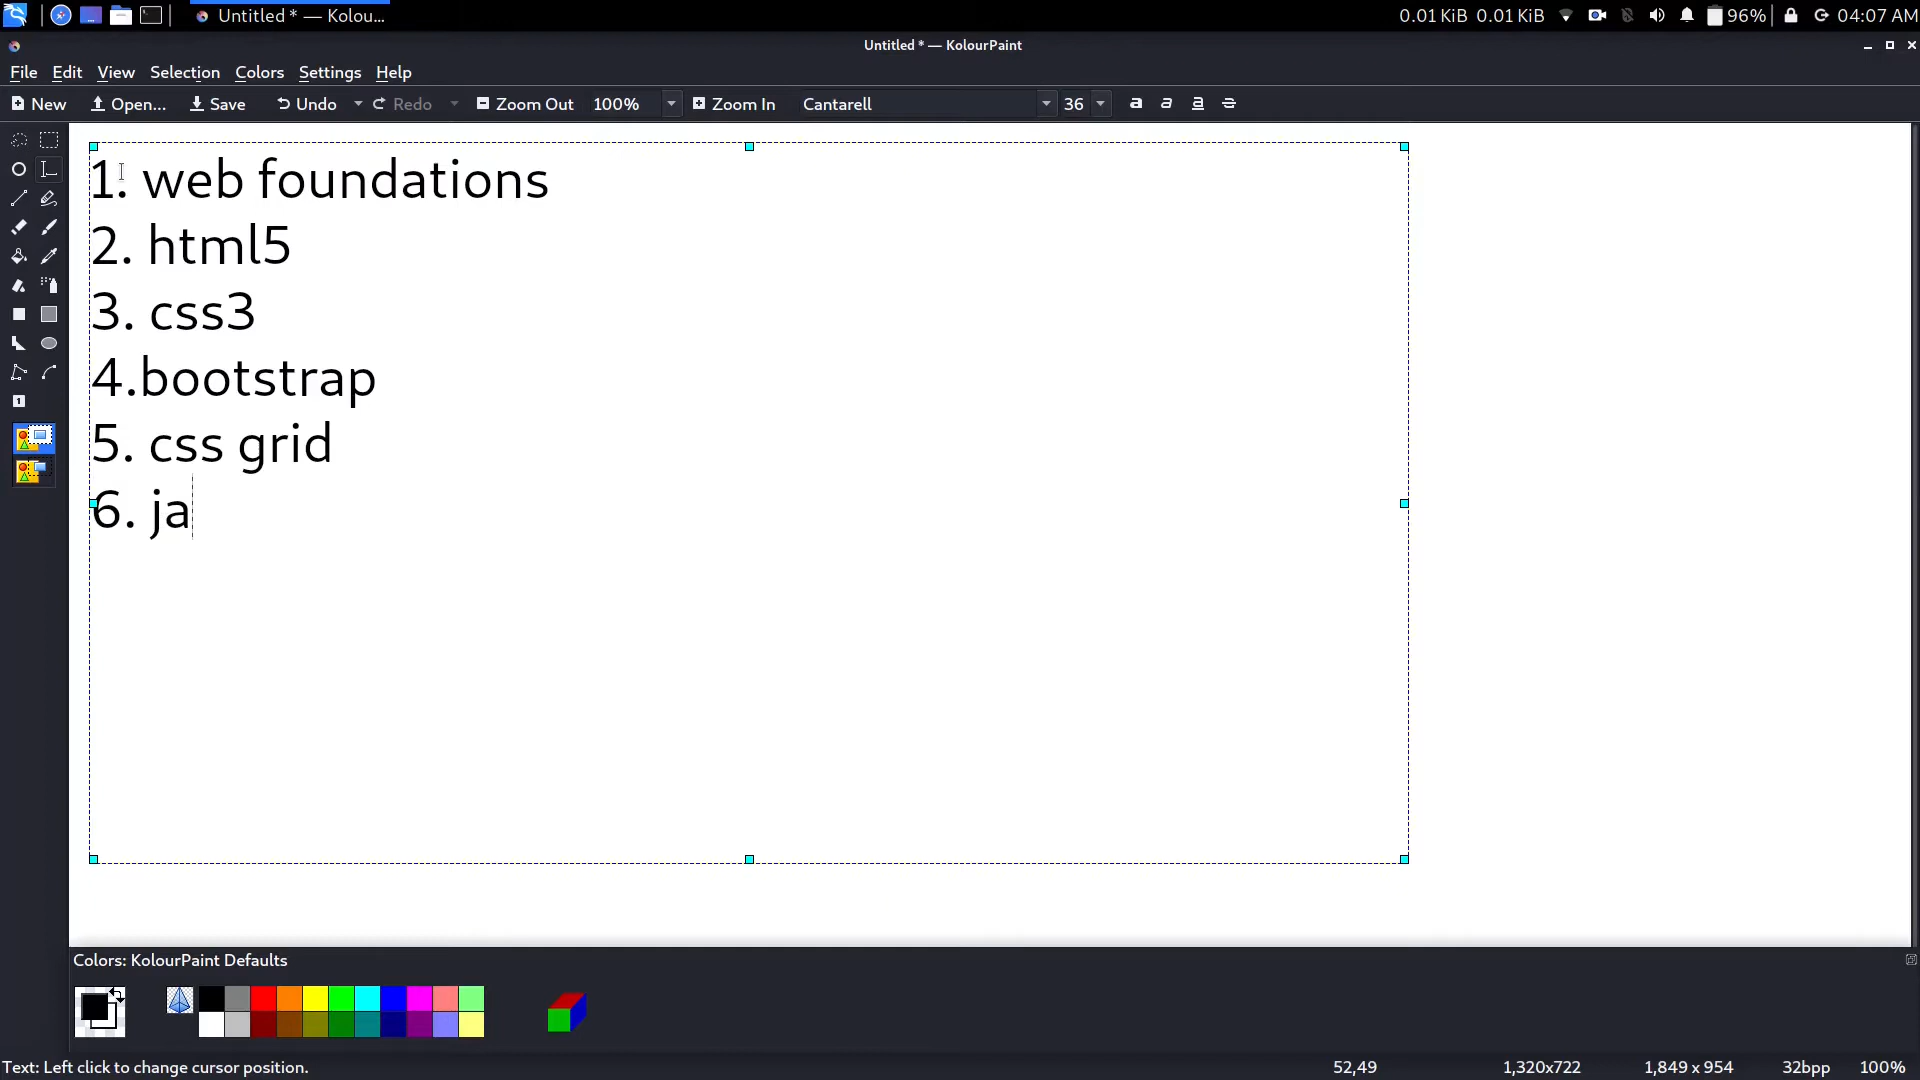 Untitled * — Kolou...
0.01 KiB 0.01 KiB
96%
04:07 AM
Untitled * — KolourPaint
File Edit View Selection Colors Settings Help
New Open... Save Undo Redo Zoom Out 100% Zoom In Cantarell 36 a a a
1. web foundations
2. html5
3. css3
4.bootstrap
5. css grid
6. ja
1
Colors: KolourPaint Defaults
Text: Left click to change cursor position. 52,49 1,320x722 1,849 x 954 32bpp 100%